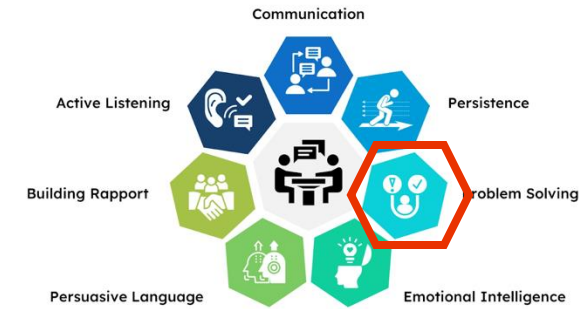 Communication
Active Listening
Persistence
Building Rapport
roblem Solving
Persuasive Language
Emotional Intelligence